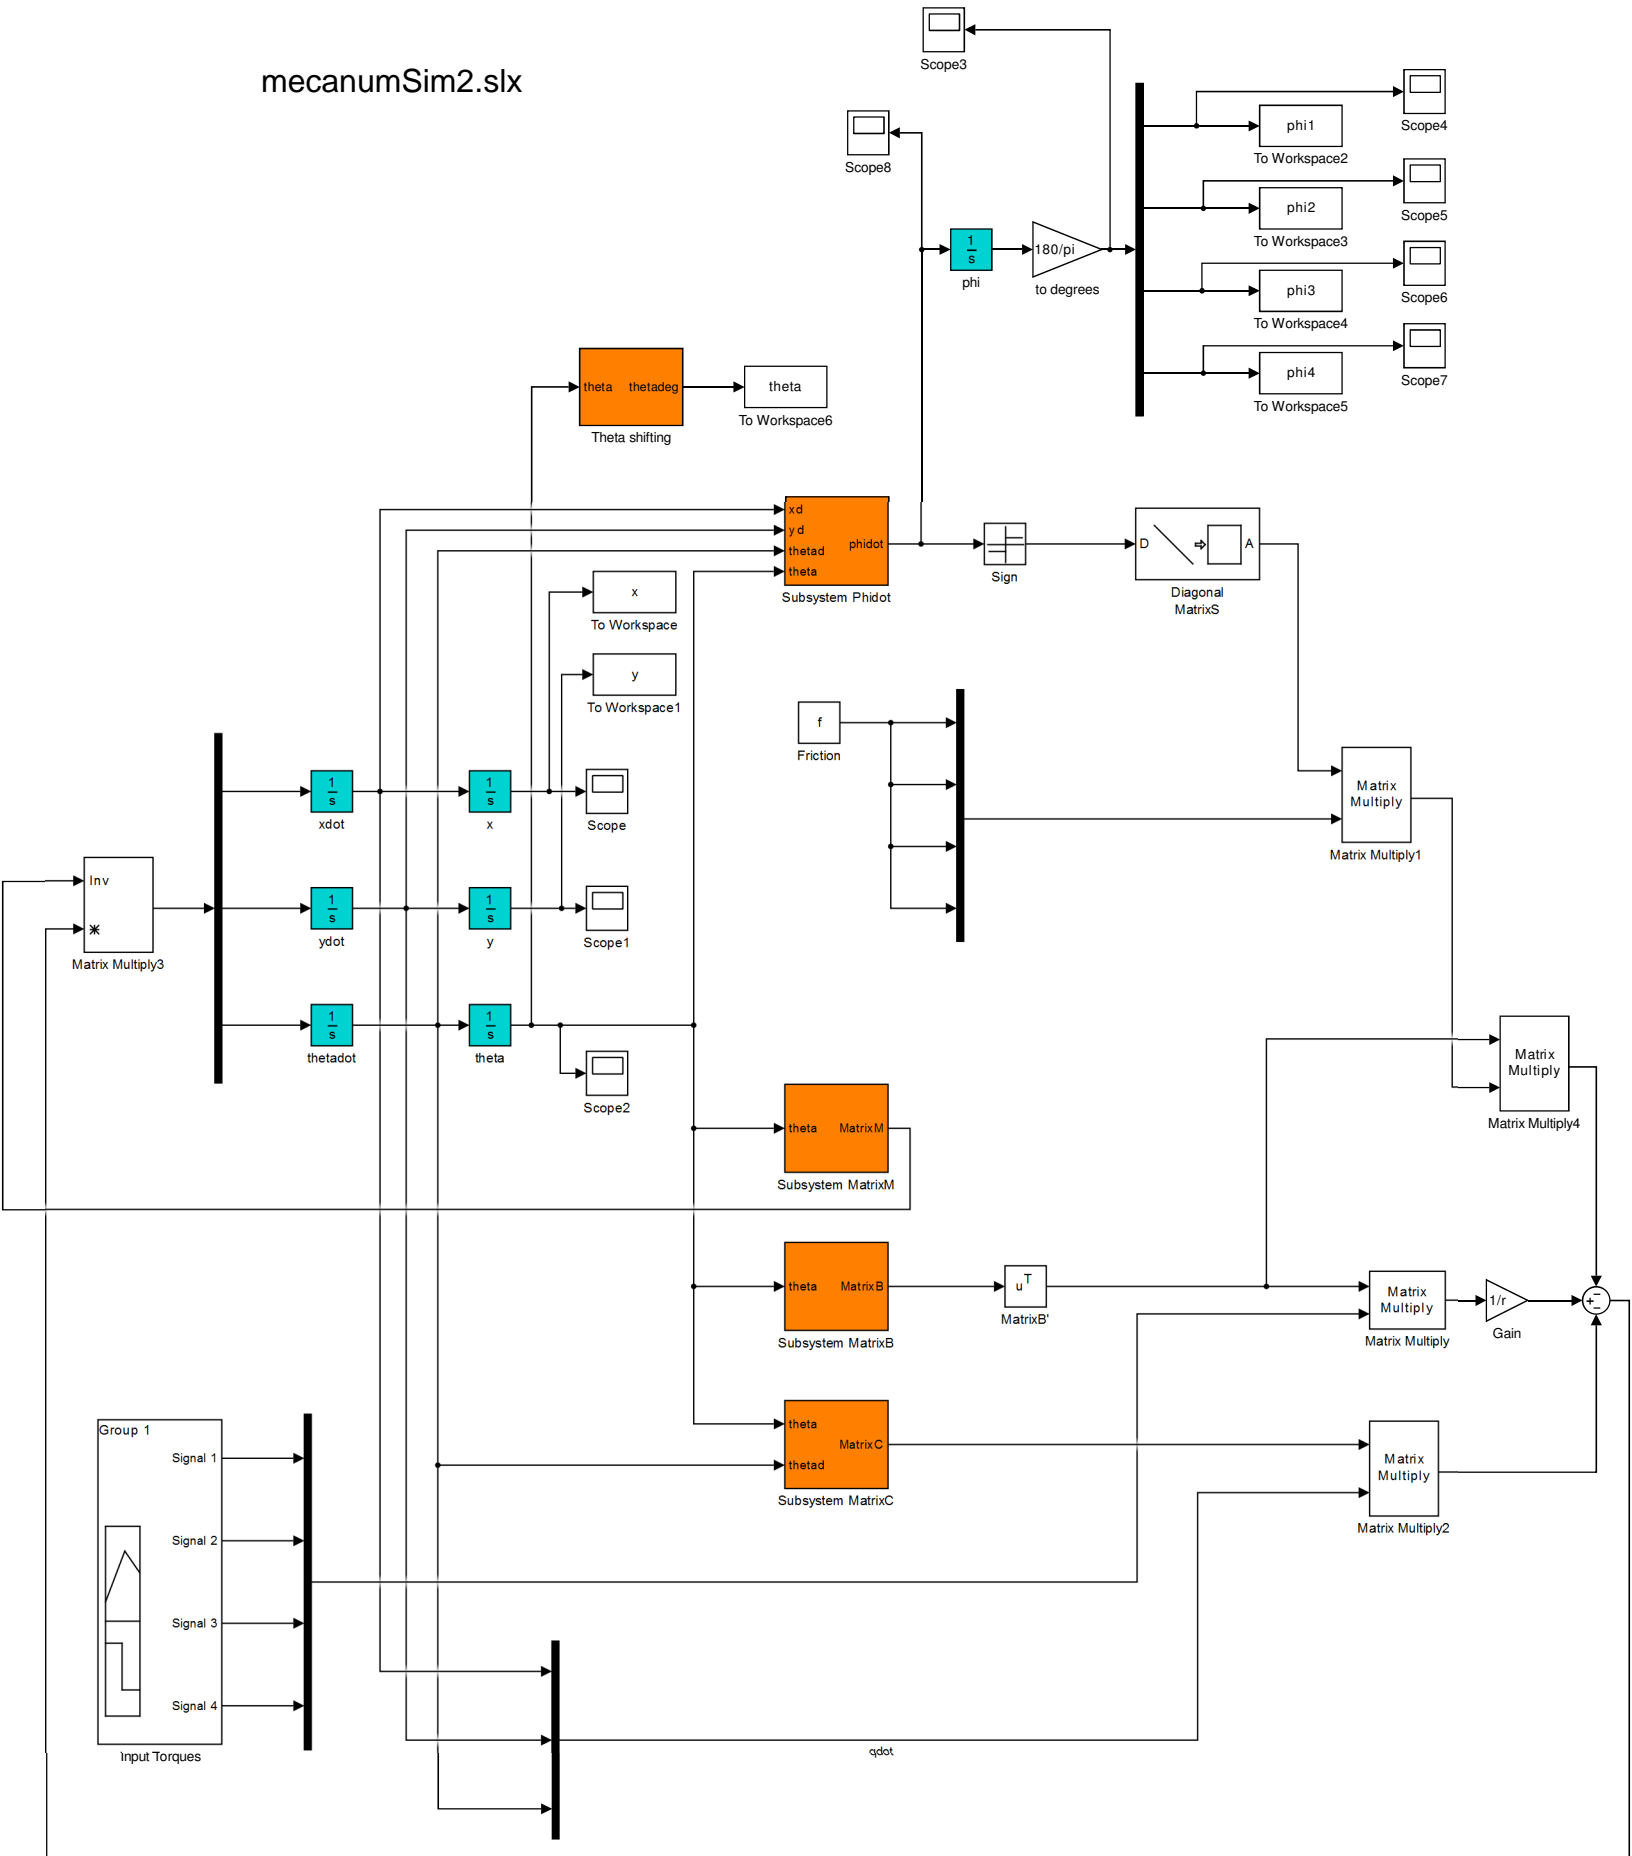 mecanumSim2.slx
Scope3
Scope8
Scope4
phi1
To Workspace2
Scope5
phi2
To Workspace3
Scope6
phi3
To Workspace4
Scope7
phi4
To Workspace5
1
s
phi
180/pi
to degrees
theta thetadeg
Theta shifting
theta
To Workspace6
xd
yd
thetad
theta
phidot
Subsystem Phidot
Sign
D A
Diagonal
MatrixS
x
To Workspace
y
To Workspace1
f
Friction
Matrix
Multiply
Matrix Multiply1
1
s
xdot
1
s
x
Scope
Inv
Matrix Multiply3
1
s
ydot
1
s
y
Scope1
1
s
thetadot
1
s
theta
Scope2
Matrix
Multiply
Matrix Multiply4
theta MatrixM
Subsystem MatrixM
theta MatrixB
Subsystem MatrixB
uT
MatrixB'
Matrix
Multiply
Matrix Multiply
1/r
Gain
+−
theta
thetad
MatrixC
Subsystem MatrixC
Matrix
Multiply
Matrix Multiply2
Group 1
Signal 1
Signal 2
Signal 3
Signal 4
Input Torques
qdot